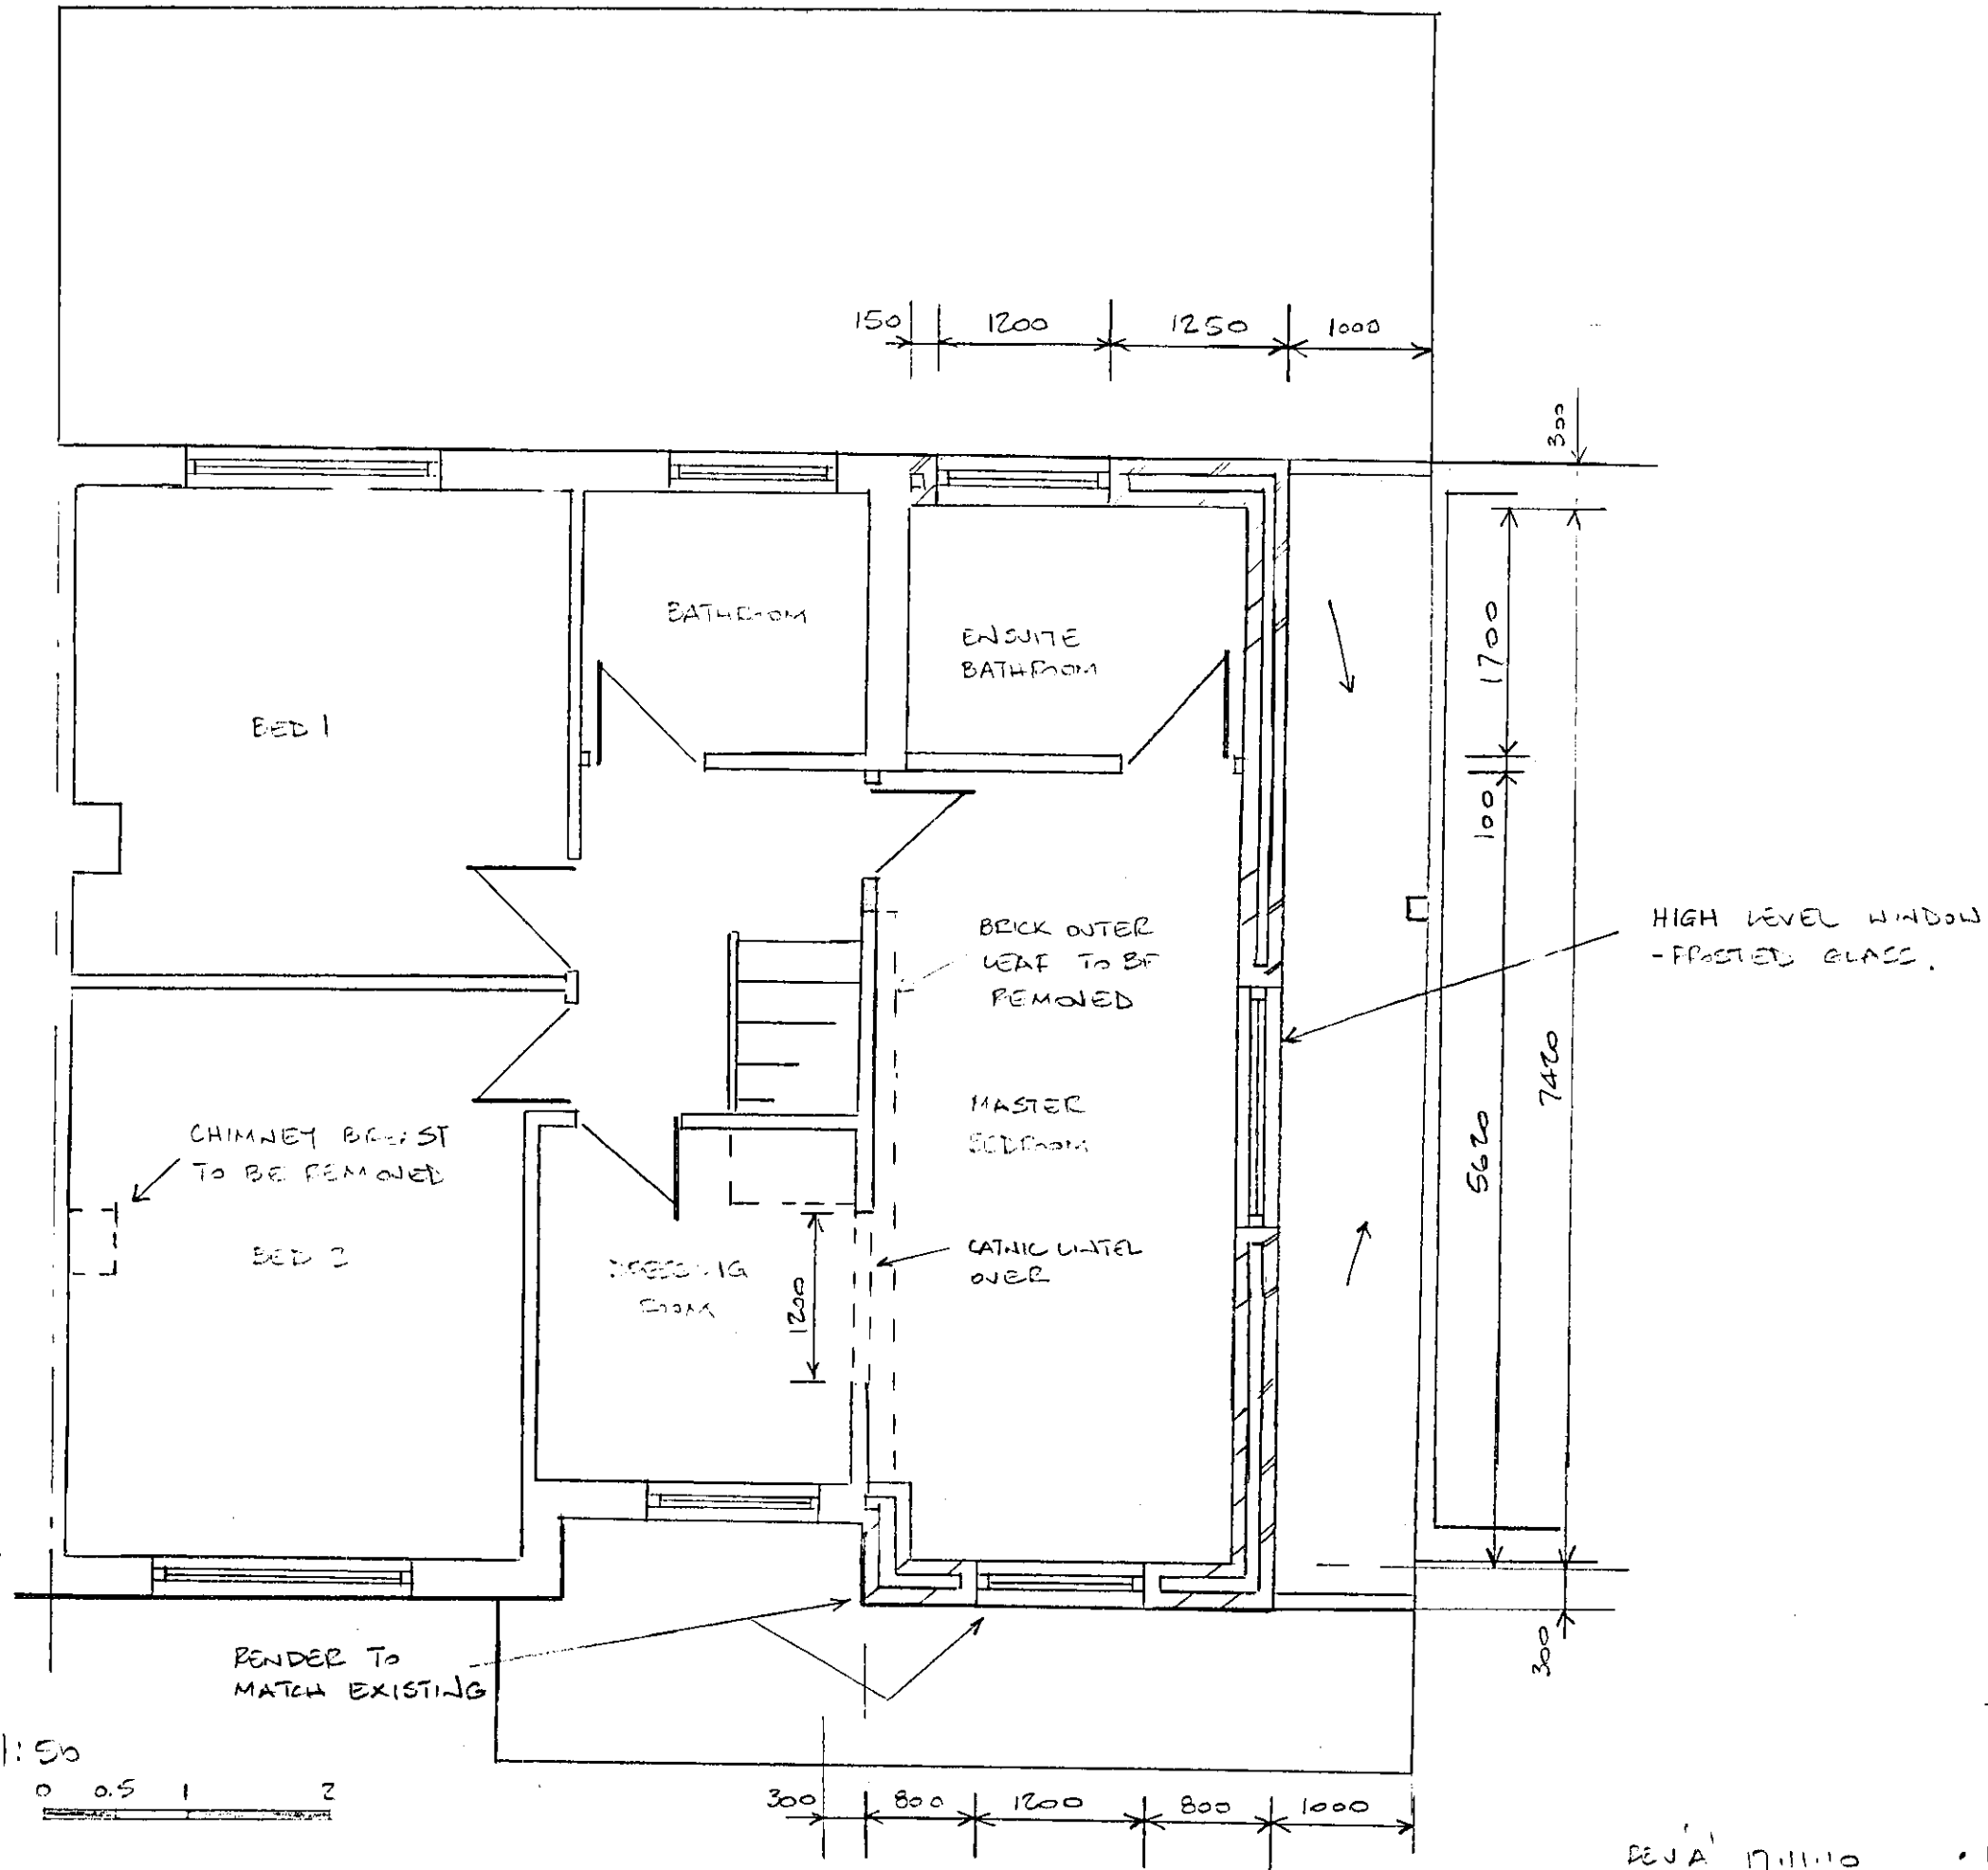 150 1200 1250 1000
300
BATHROOM
ENSUITE
BATHROOM
BED 1
1700
100
BRICK OUTER
LEAF TO BE
REMOVED
HIGH LEVEL WINDOW
- FROSTED GLASS.
7420
5620
MASTER
BEDROOM
CHIMNEY BREAST
TO BE REMOVED
BED 2
DRESSING
ROOM
1200
CATNIC LINTEL
OVER
RENDER TO
MATCH EXISTING
300
1:50
0 0.5 1 2
300 800 1200 800 1000
REV 'A' 17.11.10